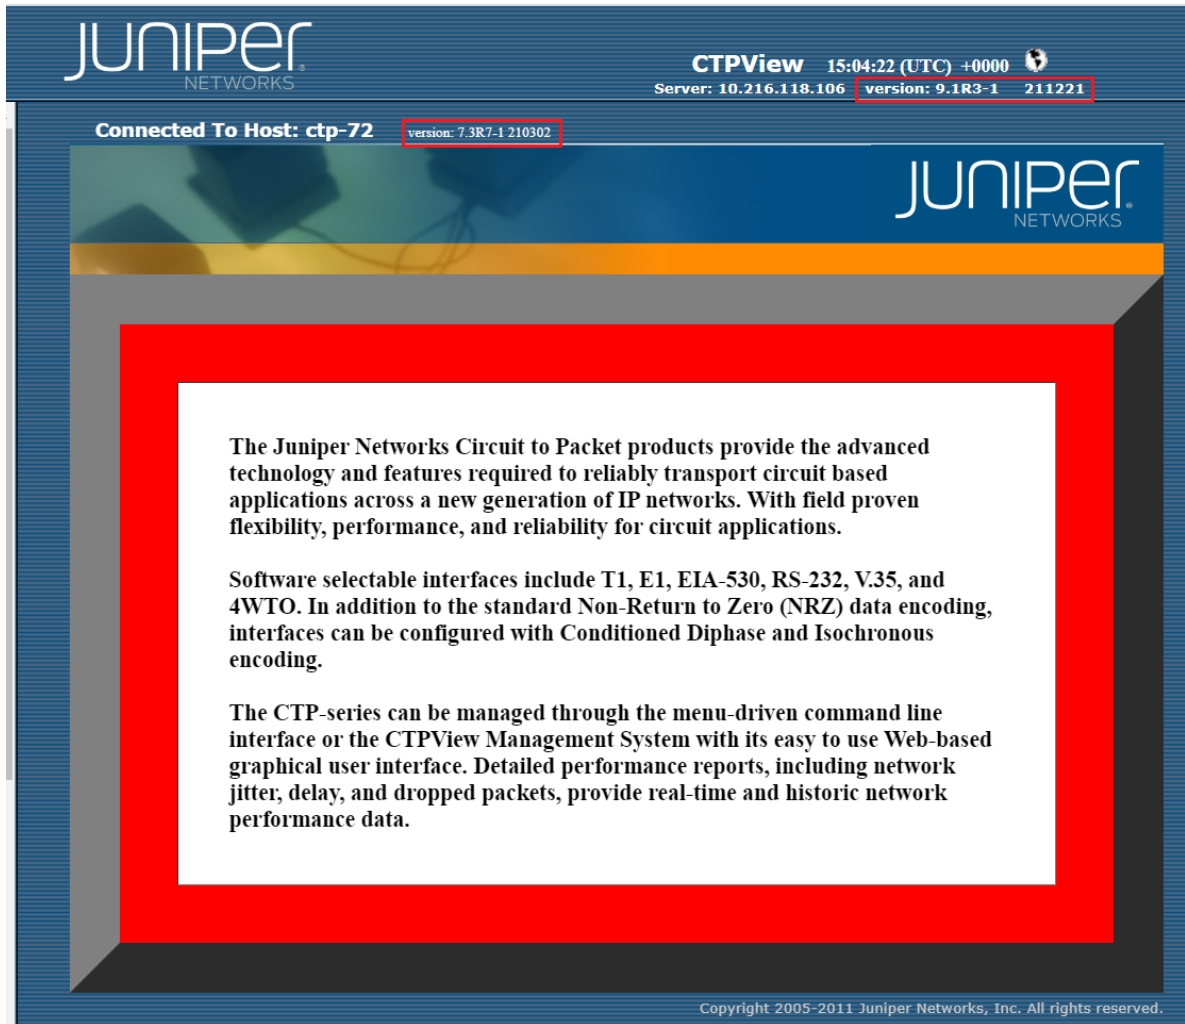 JUNIPER
NETWORKS
CTPView 15:04:22 (UTC) +0000
Server: 10.216.118.106 version: 9.1R3-1 211221
Connected To Host: ctp-72 version: 7.3R7-1 210302
JUNIPER
NETWORKS
The Juniper Networks Circuit to Packet products provide the advanced
technology and features required to reliably transport circuit based
applications across a new generation of IP networks. With field proven
flexibility, performance, and reliability for circuit applications.
Software selectable interfaces include T1, E1, EIA-530, RS-232, V.35, and
4WTO. In addition to the standard Non-Return to Zero (NRZ) data encoding,
interfaces can be configured with Conditioned Diphase and Isochronous
encoding.
The CTP-series can be managed through the menu-driven command line
interface or the CTPView Management System with its easy to use Web-based
graphical user interface. Detailed performance reports, including network
jitter, delay, and dropped packets, provide real-time and historic network
performance data.
Copyright 2005-2011 Juniper Networks, Inc. All rights reserved.